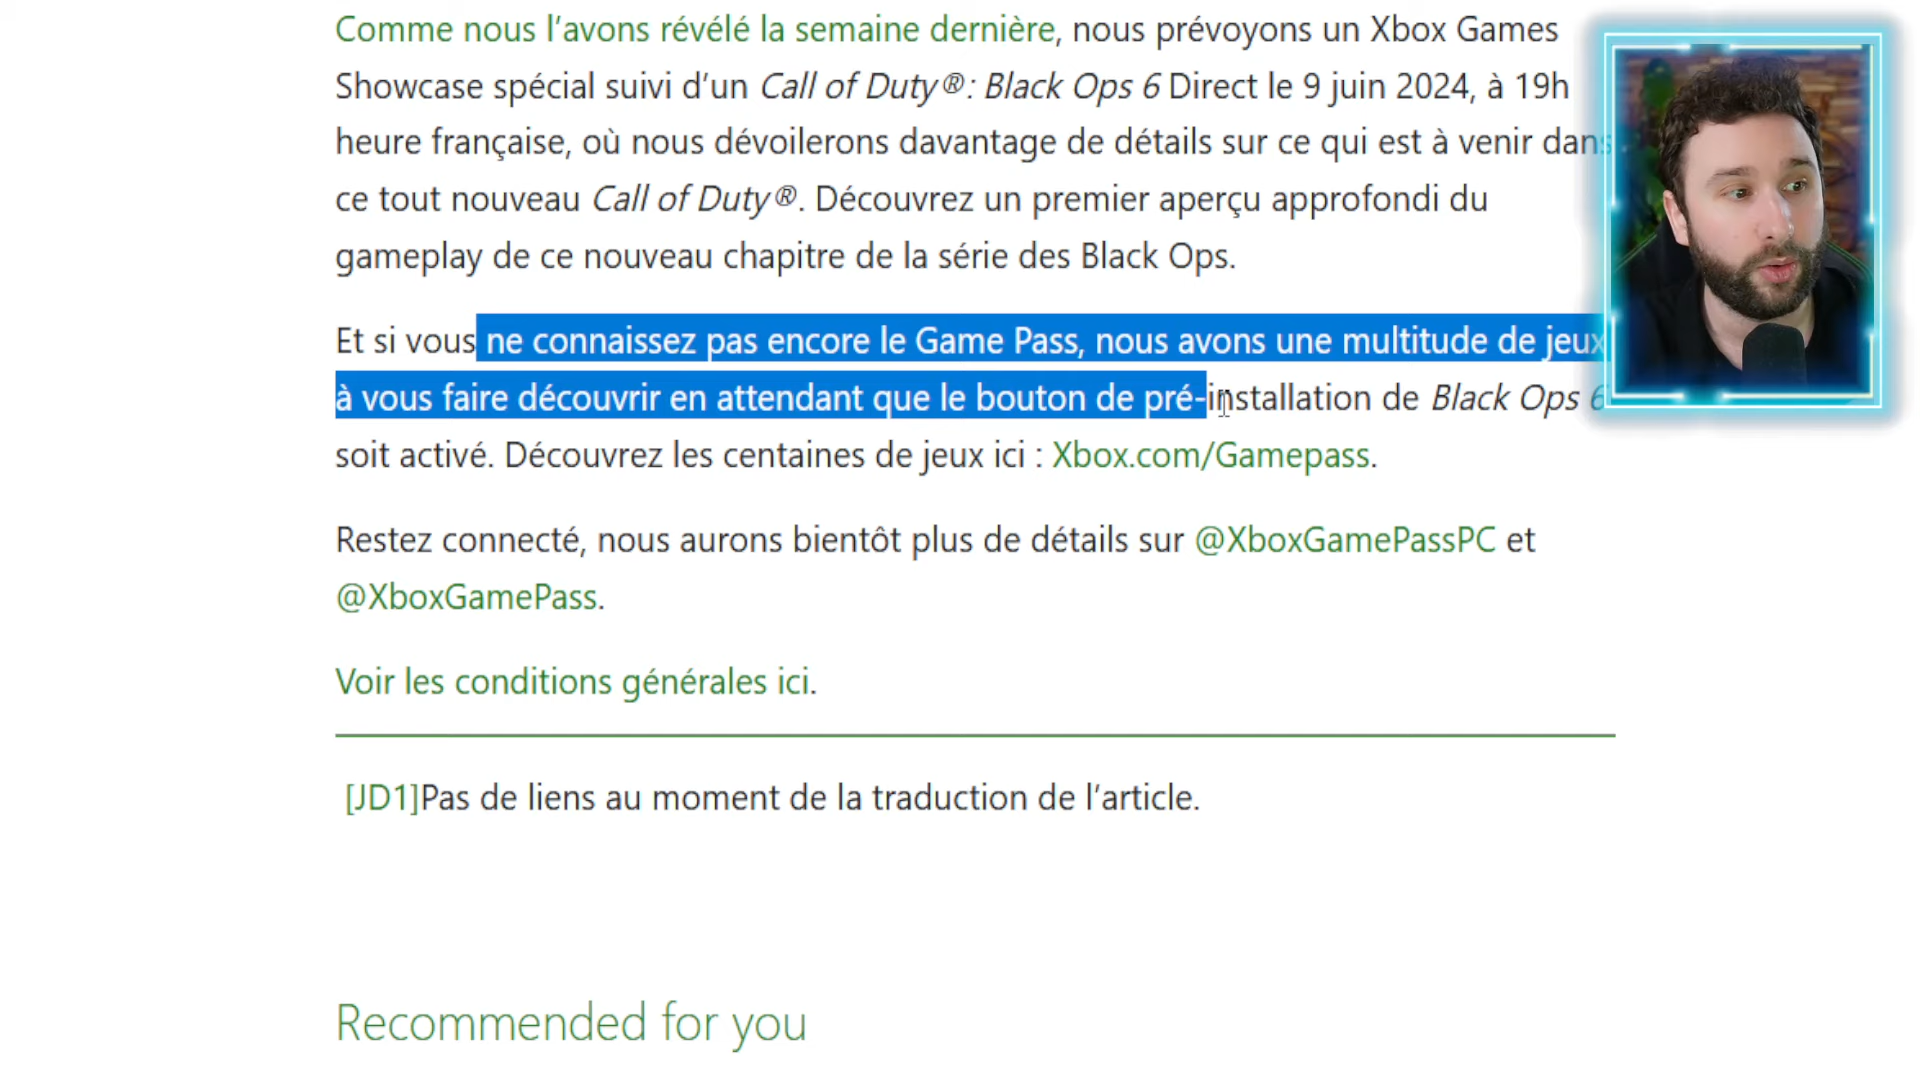 Comme nous l’avons révélé la semaine dernière, nous prévoyons un Xbox Games
Showcase spécial suivi d’un Call of Duty®: Black Ops 6 Direct le 9 juin 2024, à 19h
heure française, où nous dévoilerons davantage de détails sur ce qui est à venir dans
ce tout nouveau Call of Duty®. Découvrez un premier aperçu approfondi du
gameplay de ce nouveau chapitre de la série des Black Ops.
Et si vous ne connaissez pas encore le Game Pass, nous avons une multitude de jeux
à vous faire découvrir en attendant que le bouton de pré-installation de Black Ops 6
soit activé. Découvrez les centaines de jeux ici : Xbox.com/Gamepass.
Restez connecté, nous aurons bientôt plus de détails sur @XboxGamePassPC et
@XboxGamePass.
Voir les conditions générales ici.
[JD1]Pas de liens au moment de la traduction de l’article.
Recommended for you